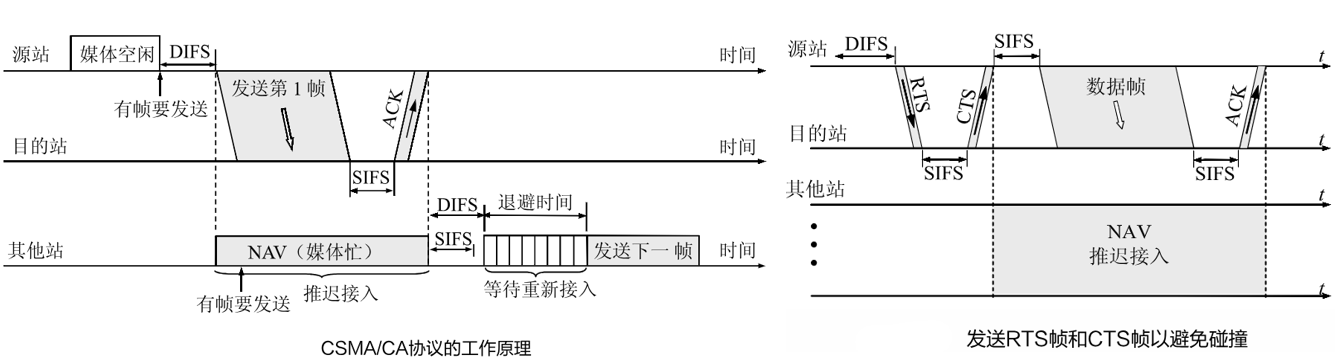 源站
媒体空闲
DIFS
时间
有帧要发送
发送第 1 帧
ACK
目的站
时间
SIFS
DIFS
退避时间
其他站
NAV（媒体忙）
SIFS
发送下一帧
时间
有帧要发送
推迟接入
等待重新接入
CSMA/CA协议的工作原理
源站
DIFS
SIFS
t
RTS
CTS
数据帧
ACK
目的站
t
SIFS
SIFS
其他站
t
NAV
推迟接入
t
发送RTS帧和CTS帧以避免碰撞